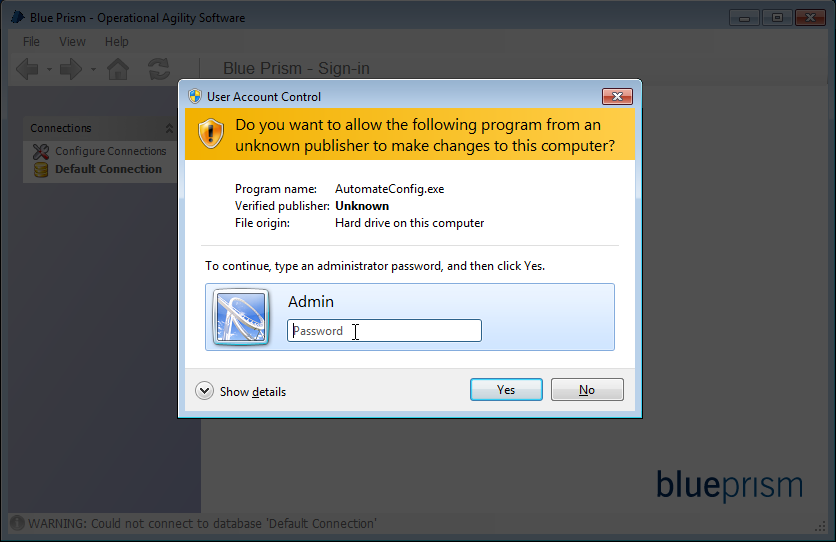 Blue Prism - Operational Agility Software
File View Help
Blue Prism - Sign-in
Connections
Configure Connections
Default Connection
User Account Control
Do you want to allow the following program from an
unknown publisher to make changes to this computer?
Program name: AutomateConfig.exe
Verified publisher: Unknown
File origin: Hard drive on this computer
To continue, type an administrator password, and then click Yes.
Admin
Password
Show details
Yes
No
blueprism
WARNING: Could not connect to database 'Default Connection'